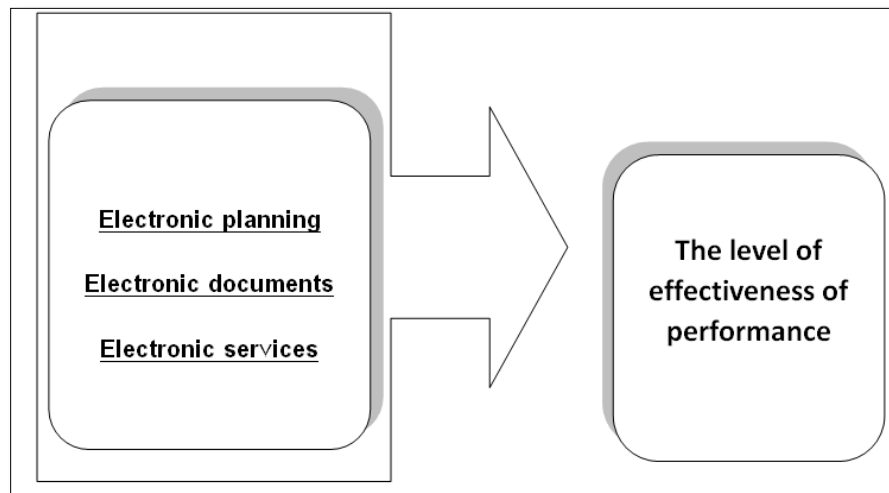 Electronic planning
Electronic documents
Electronic services
The level of
effectiveness of
performance